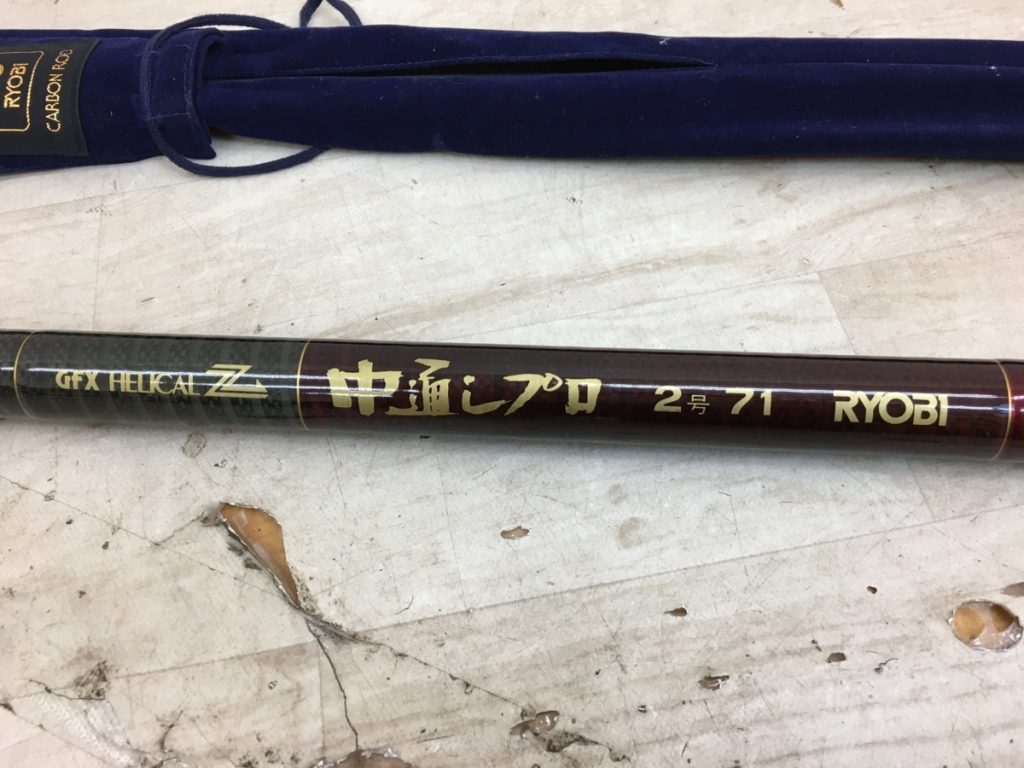 RYOBI
CARBON ROD
GFX HELICAL Z 中通しプロ 2号 71 RYOBI